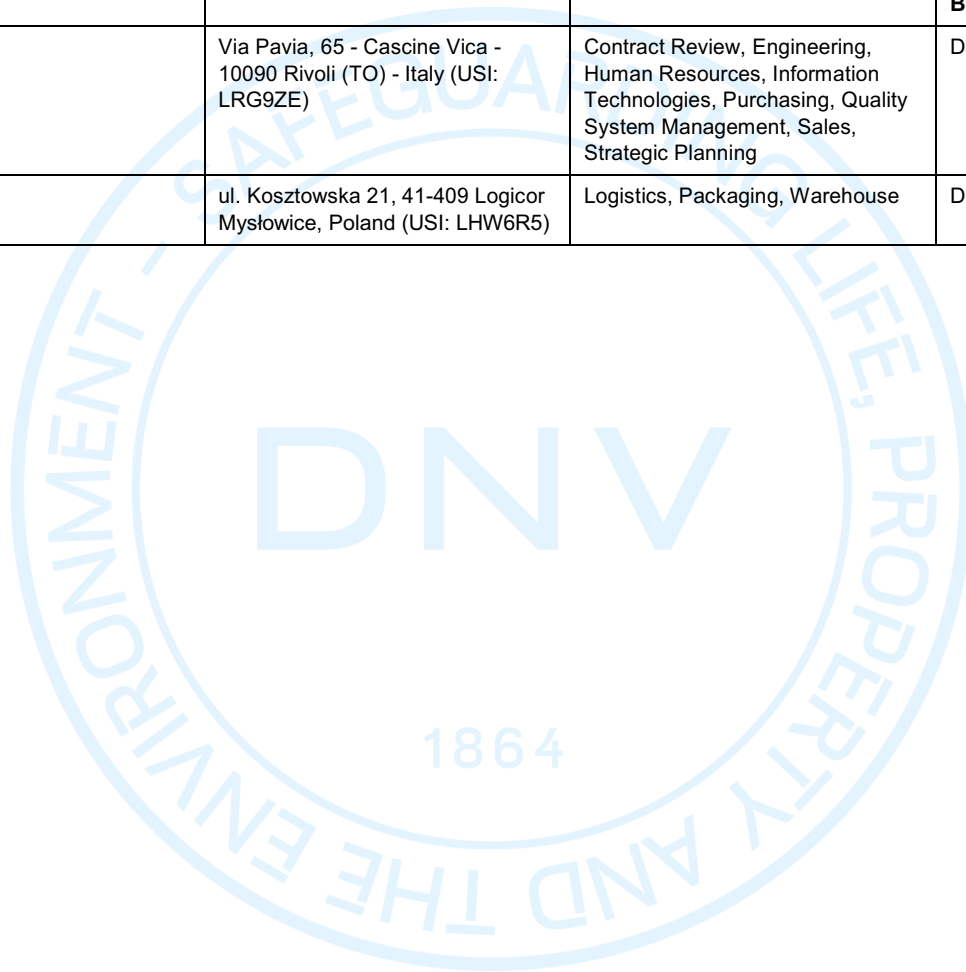 B
Via Pavia, 65 - Cascine Vica -
10090 Rivoli (TO) - Italy (USI:
LRG9ZE)
Contract Review, Engineering,
Human Resources, Information
Technologies, Purchasing, Quality
System Management, Sales,
Strategic Planning
D
ul. Kosztowska 21, 41-409 Logicor
Mysłowice, Poland (USI: LHW6R5)
Logistics, Packaging, Warehouse
D
SAFEGUARDING LIFE, PROPERTY AND THE ENVIRONMENT -
DNV
1864